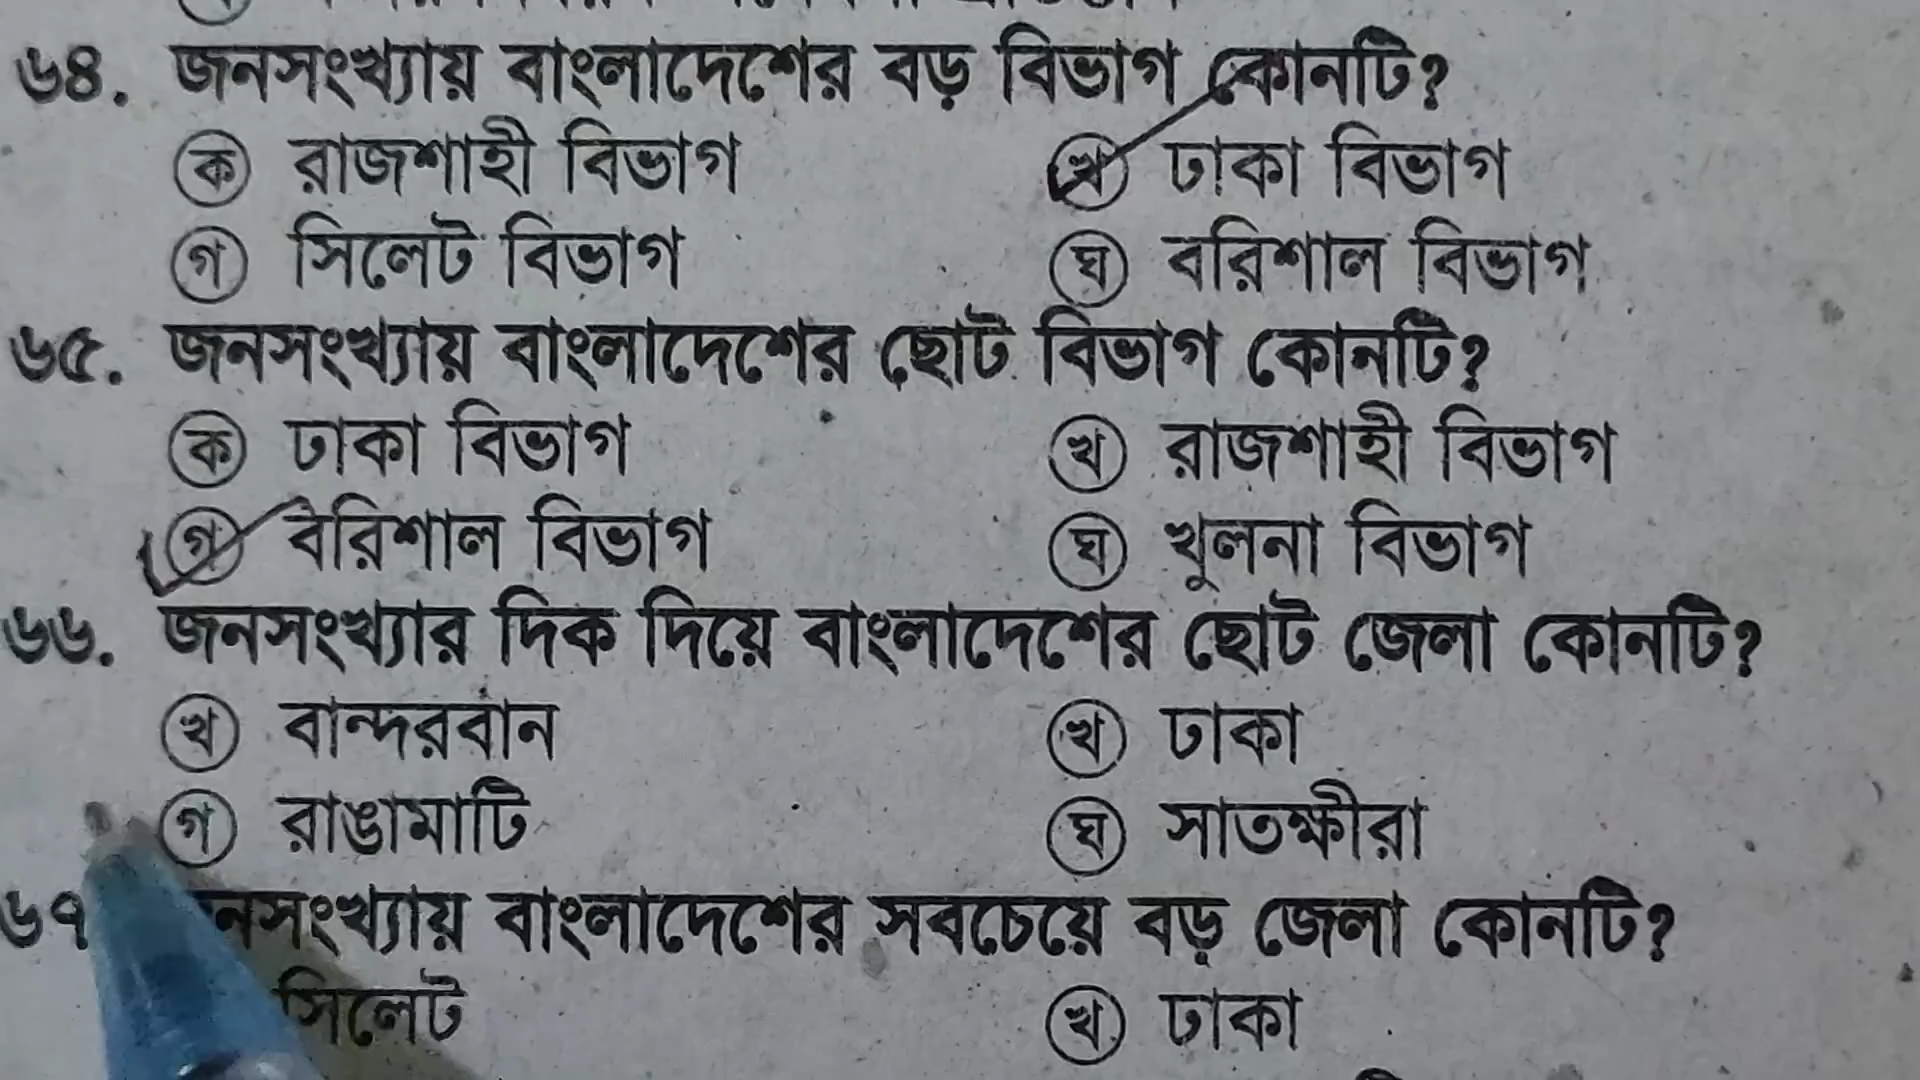 ৬৪. জনসংখ্যায় বাংলাদেশের বড় বিভাগ কোনটি?
ক রাজশাহী বিভাগ খ ঢাকা বিভাগ
গ সিলেট বিভাগ ঘ বরিশাল বিভাগ
৬৫. জনসংখ্যায় বাংলাদেশের ছোট বিভাগ কোনটি?
ক ঢাকা বিভাগ খ রাজশাহী বিভাগ
গ বরিশাল বিভাগ ঘ খুলনা বিভাগ
৬৬. জনসংখ্যার দিক দিয়ে বাংলাদেশের ছোট জেলা কোনটি?
খ বান্দরবান খ ঢাকা
গ রাঙামাটি ঘ সাতক্ষীরা
৬৭ নসংখ্যায় বাংলাদেশের সবচেয়ে বড় জেলা কোনটি?
সিলেট খ ঢাকা